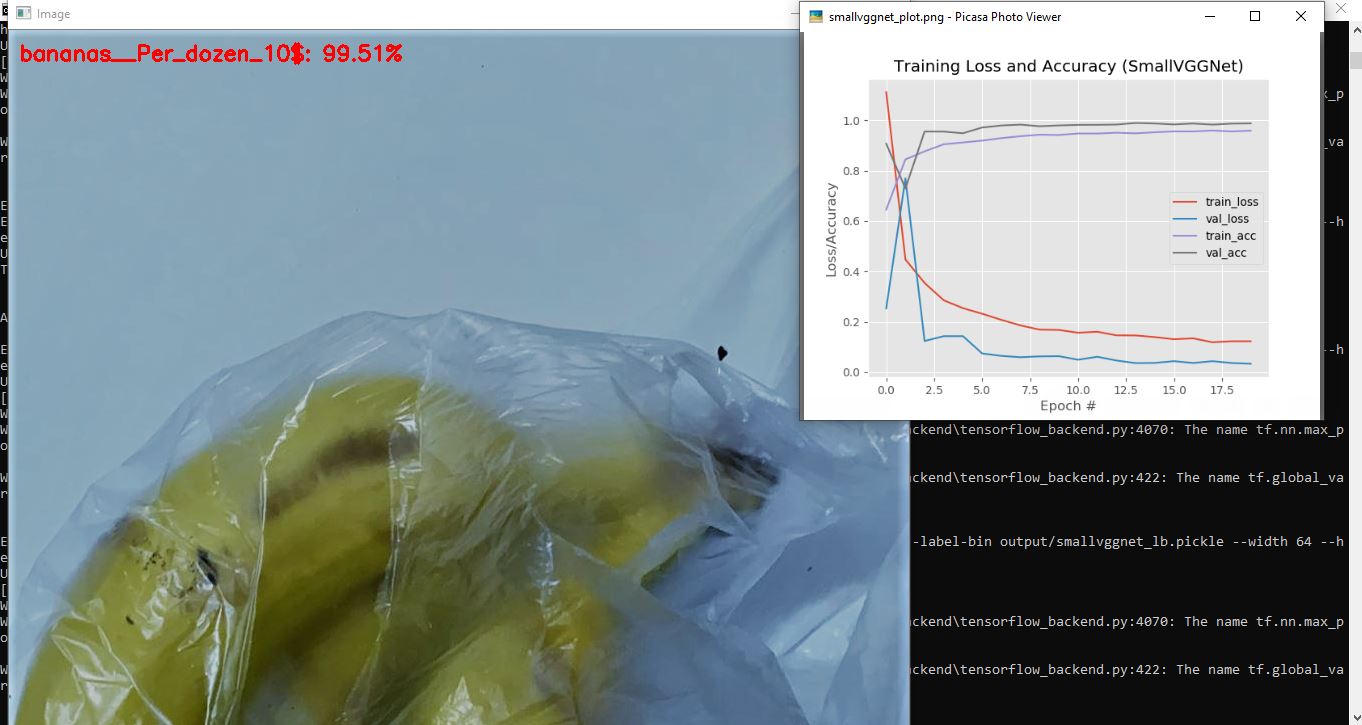 Image
bananas__Per_dozen_10$: 99.51%
smallvggnet_plot.png - Picasa Photo Viewer
Training Loss and Accuracy (SmallVGGNet)
1.0
0.8
0.6
0.4
0.2
0.0
Loss/Accuracy
train_loss
val_loss
train_acc
val_acc
0.0 2.5 5.0 7.5 10.0 12.5 15.0 17.5
Epoch #
x_p
_va
--h
--h
ckend\tensorflow_backend.py:4070: The name tf.nn.max_p
ckend\tensorflow_backend.py:422: The name tf.global_va
-label-bin output/smallvggnet_lb.pickle --width 64 --h
ckend\tensorflow_backend.py:4070: The name tf.nn.max_p
ckend\tensorflow_backend.py:422: The name tf.global_va